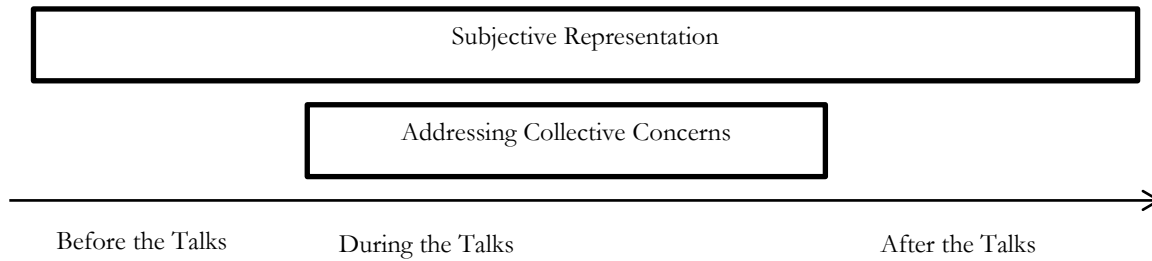 Subjective Representation
Addressing Collective Concerns
Before the Talks During the Talks After the Talks